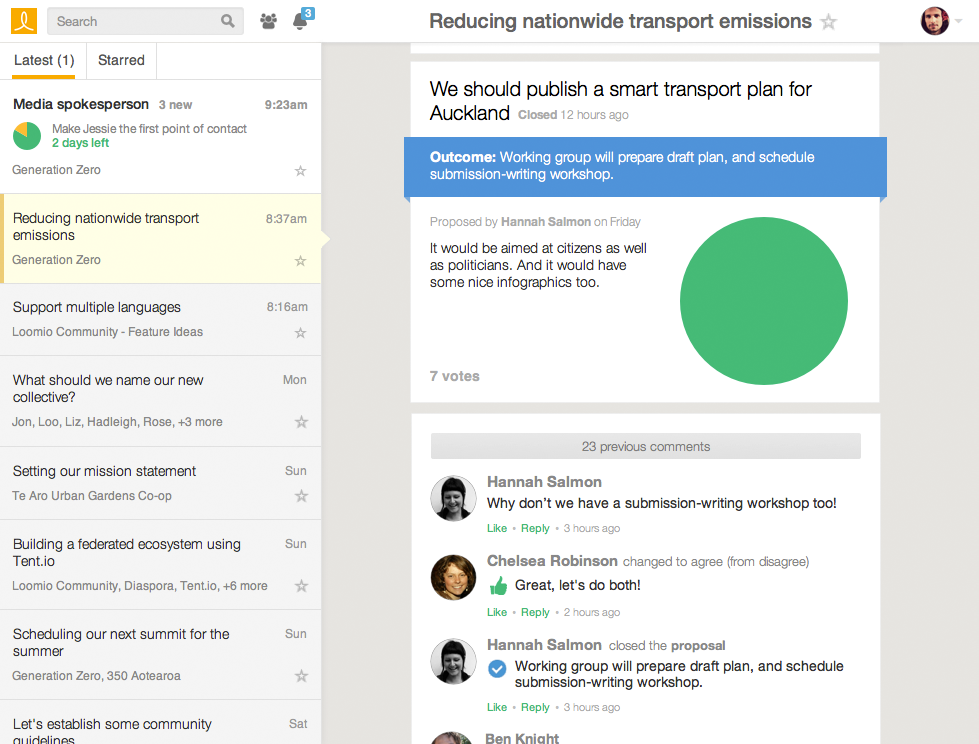 Search
3
Reducing nationwide transport emissions
Latest (1)
Starred
Media spokesperson 3 new 9:23am
Make Jessie the first point of contact
2 days left
Generation Zero
Reducing nationwide transport 8:37am
emissions
Generation Zero
Support multiple languages 8:16am
Loomio Community - Feature Ideas
What should we name our new Mon
collective?
Jon, Loo, Liz, Hadleigh, Rose, +3 more
Setting our mission statement Sun
Te Aro Urban Gardens Co-op
Building a federated ecosystem using Sun
Tent.io
Loomio Community, Diaspora, Tent.io, +6 more
Scheduling our next summit for the Sun
summer
Generation Zero, 350 Aotearoa
Let's establish some community Sat
guidelines
We should publish a smart transport plan for
Auckland Closed 12 hours ago
Outcome: Working group will prepare draft plan, and schedule
submission-writing workshop.
Proposed by Hannah Salmon on Friday
It would be aimed at citizens as well
as politicians. And it would have
some nice infographics too.
7 votes
23 previous comments
Hannah Salmon
Why don’t we have a submission-writing workshop too!
Like • Reply • 3 hours ago
Chelsea Robinson changed to agree (from disagree)
Great, let's do both!
Like • Reply • 2 hours ago
Hannah Salmon closed the proposal
Working group will prepare draft plan, and schedule
submission-writing workshop.
Like • Reply • 3 hours ago
Ben Knight